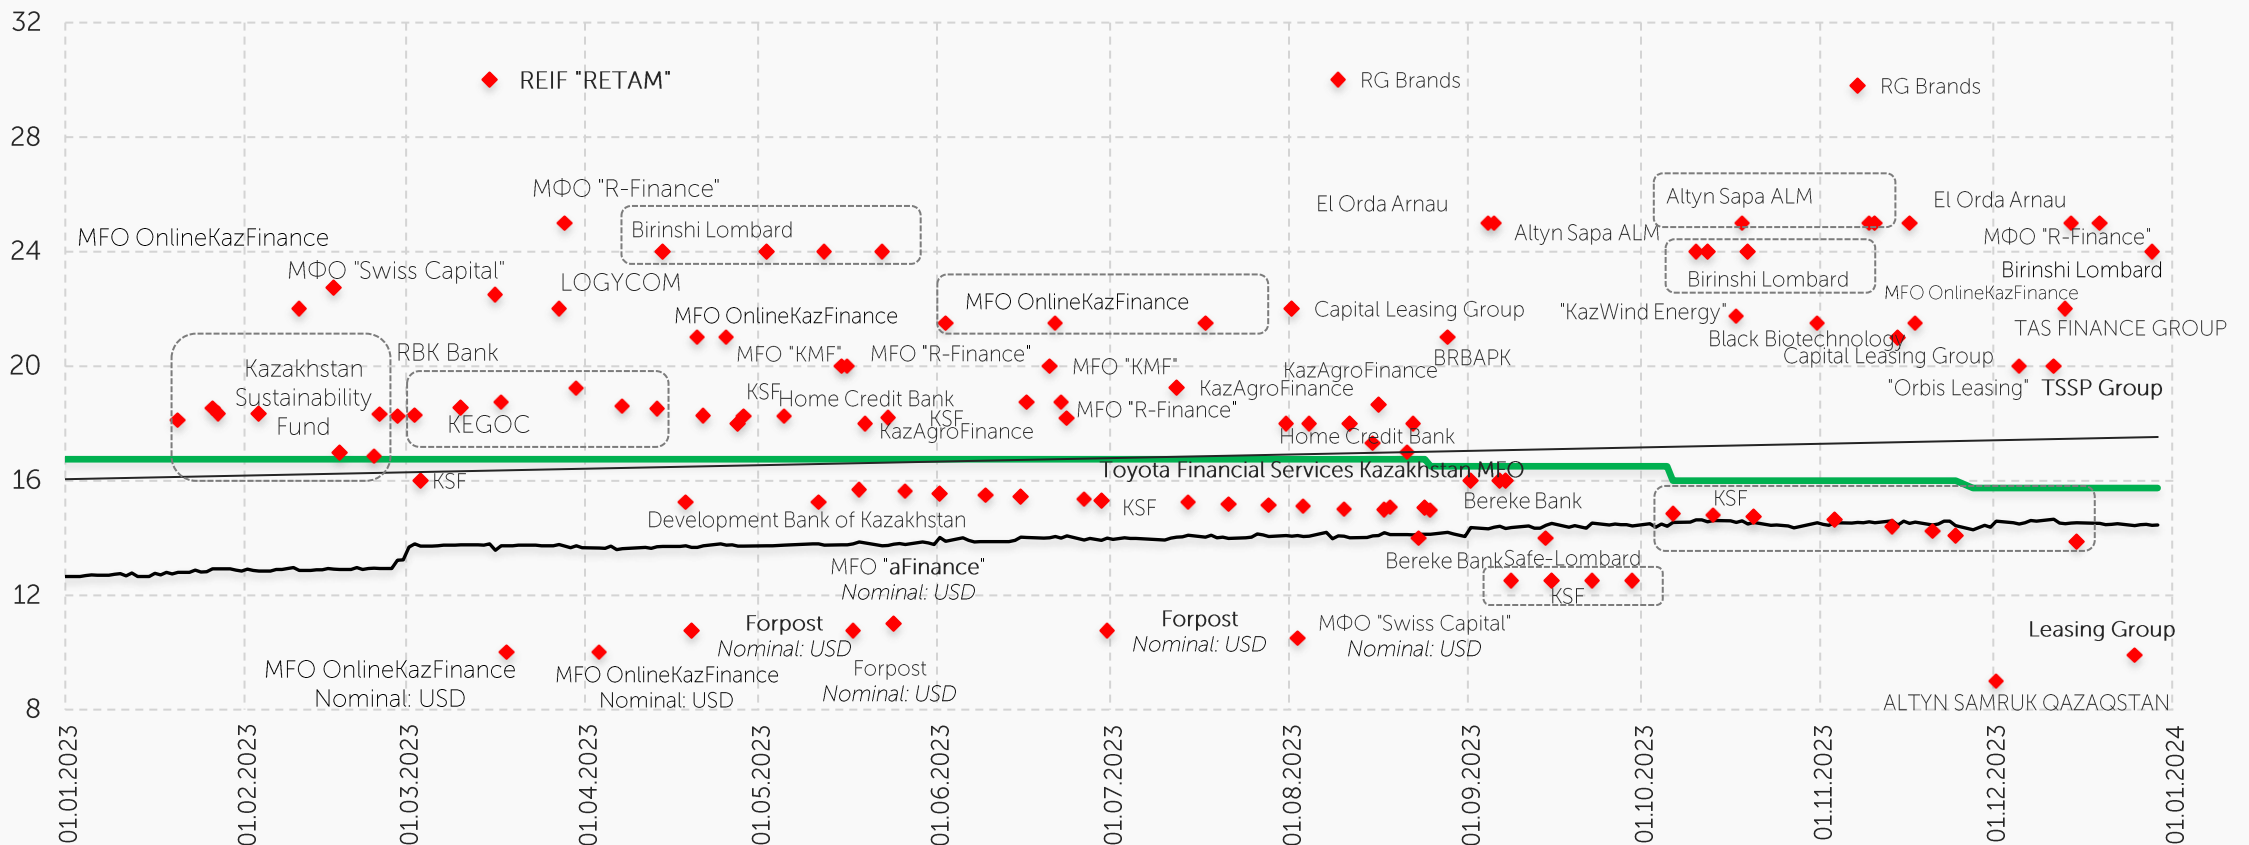 32
REIF "RETAM"
RG Brands
RG Brands
28
МФО "R-Finance"
Altyn Sapa ALM
El Orda Arnau
El Orda Arnau
Birinshi Lombard
Altyn Sapa ALM
MFO OnlineKazFinance
МФО "R-Finance"
24
МФО "Swiss Capital"
Birinshi Lombard
Birinshi Lombard
LOGYCOM
MFO OnlineKazFinance
MFO OnlineKazFinance
Capital Leasing Group
"KazWind Energy"
MFO OnlineKazFinance
TAS FINANCE GROUP
Black Biotechnology
RBK Bank
MFO "KMF"
MFO "R-Finance"
BRBAPK
Capital Leasing Group
20
Kazakhstan
Sustainability
Fund
MFO "KMF"
KazAgroFinance
KazAgroFinance
"Orbis Leasing"
TSSP Group
KSF
Home Credit Bank
MFO "R-Finance"
KSF
KEGOC
KazAgroFinance
Home Credit Bank
Toyota Financial Services Kazakhstan MFO
16
KSF
KSF
Bereke Bank
KSF
Development Bank of Kazakhstan
MFO "aFinance"
Nominal: USD
Bereke Bank
Safe-Lombard
12
KSF
Forpost
Nominal: USD
Forpost
Nominal: USD
МФО "Swiss Capital"
Nominal: USD
Leasing Group
MFO OnlineKazFinance
Nominal: USD
MFO OnlineKazFinance
Nominal: USD
Forpost
Nominal: USD
ALTYN SAMRUK QAZAQSTAN
8
01.01.2023
01.02.2023
01.03.2023
01.04.2023
01.05.2023
01.06.2023
01.07.2023
01.08.2023
01.09.2023
01.10.2023
01.11.2023
01.12.2023
01.01.2024